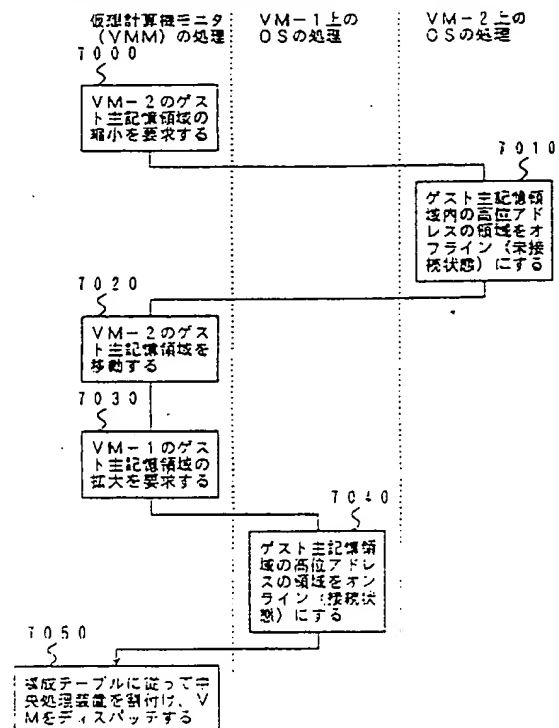 仮想計算機モニタ
(VMM)の処理
VM-1上の
OSの処理
VM-2上の
OSの処理
7000
VM-2のゲス
ト主記憶領域の
縮小を要求する
7010
ゲスト主記憶領
域内の高位アド
レスの領域をオ
フライン(未接
続状態)にする
7020
VM-2のゲス
ト主記憶領域を
移動する
7030
VM-1のゲス
ト主記憶領域の
拡大を要求する
7040
ゲスト主記憶領
域の高位アドレ
スの領域をオン
ライン(接続状
態)にする
7050
構成テーブルに従って中
央処理装置を割付け、V
Mをディスパッチする